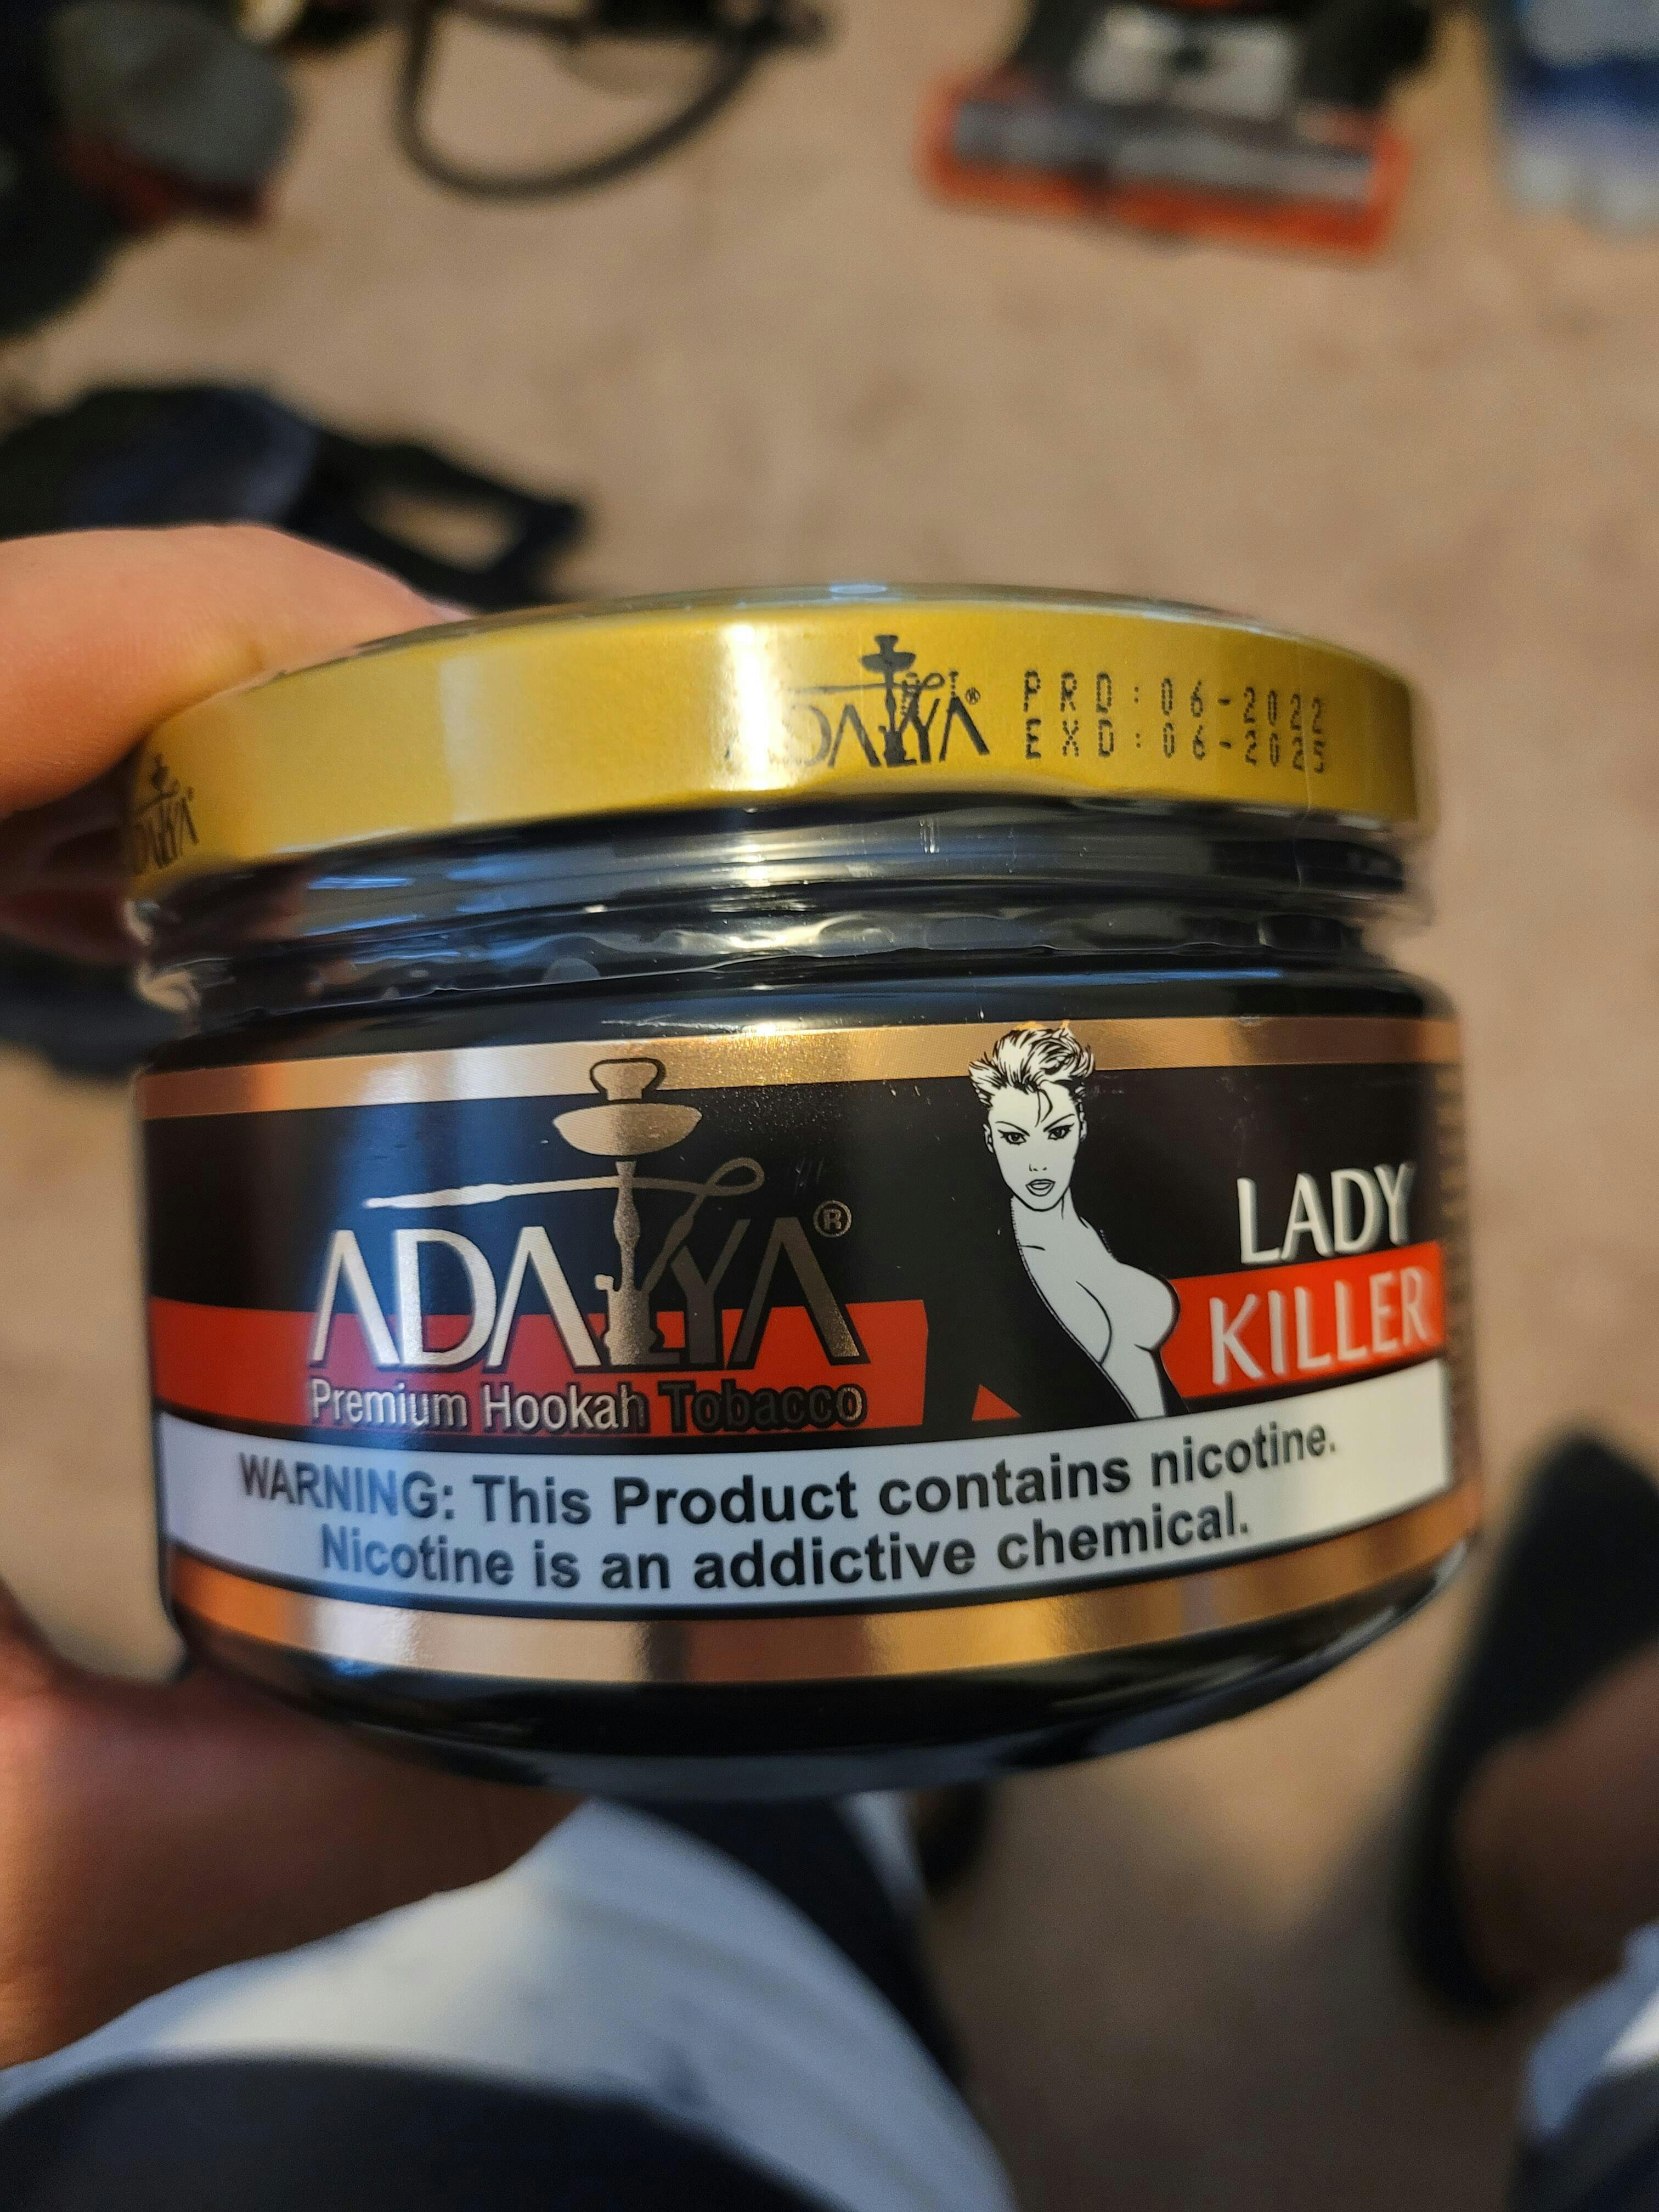 ADALYA® PRD:06-2022
EXD:06-2025
ADALYA
ADALYA®
Premium Hookah Tobacco
LADY
KILLER
WARNING: This Product contains nicotine.
Nicotine is an addictive chemical.